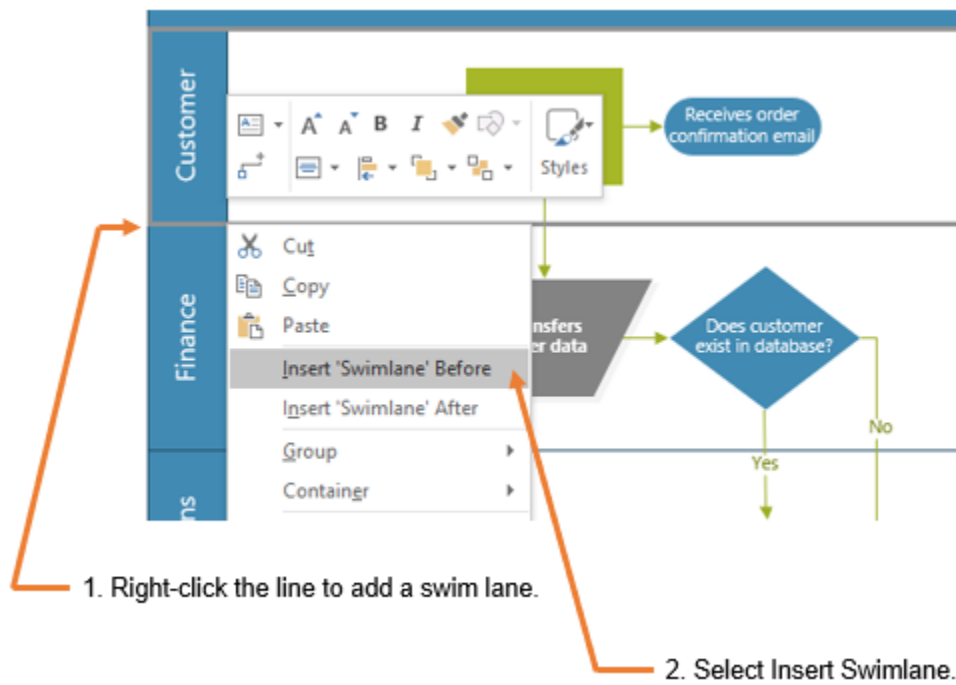 Customer
Receives order
confirmation email
A A B I
Styles
Cut
Copy
Paste
Insert 'Swimlane' Before
Insert 'Swimlane' After
Group
Container
Finance
nsfers
er data
Does customer
exist in database?
No
Yes
ns
1. Right-click the line to add a swim lane.
2. Select Insert Swimlane.